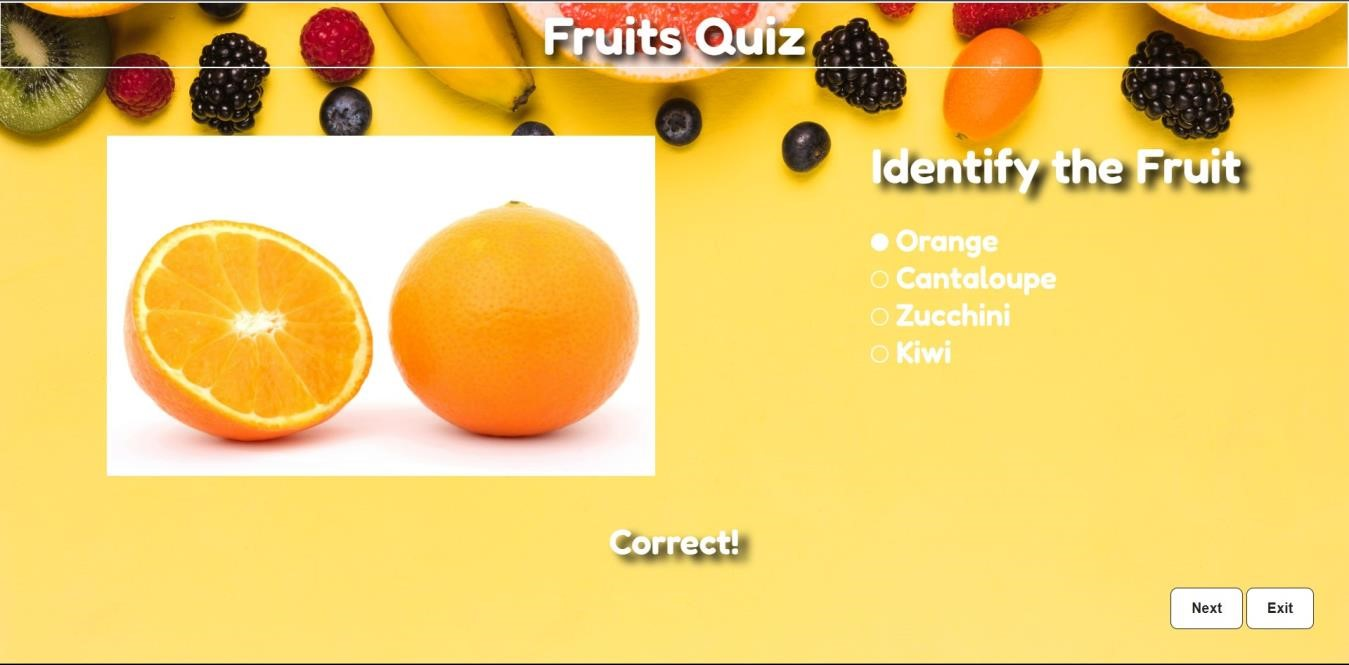 Fruits Quiz
Identify the Fruit
Orange
Cantaloupe
Zucchini
Kiwi
Correct!
Next
Exit